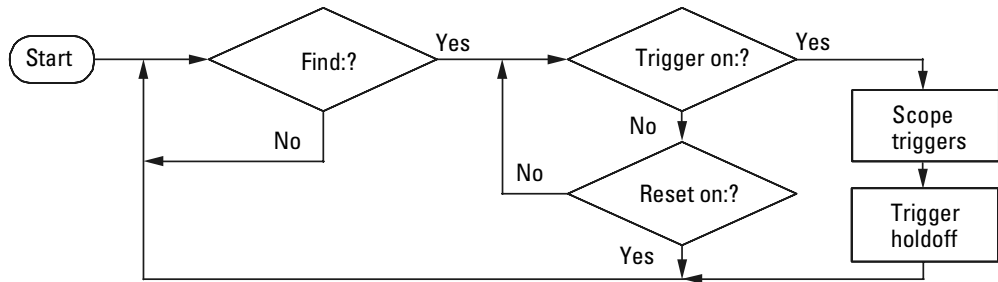 Start
Find:?
Yes
No
Trigger on:?
Yes
No
Reset on:?
No
Yes
Scope
triggers
Trigger
holdoff